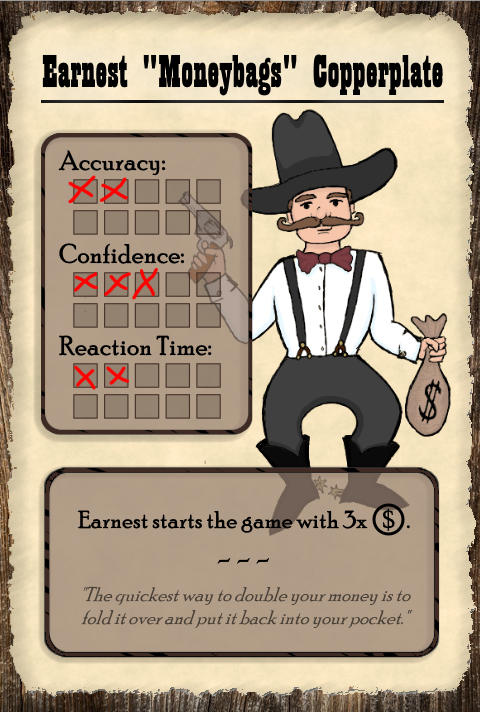 Earnest "Moneybags" Copperplate
Accuracy:
Confidence:
Reaction Time:
$
Earnest starts the game with 3x $.
~ ~ ~
"The quickest way to double your money is to
fold it over and put it back into your pocket."